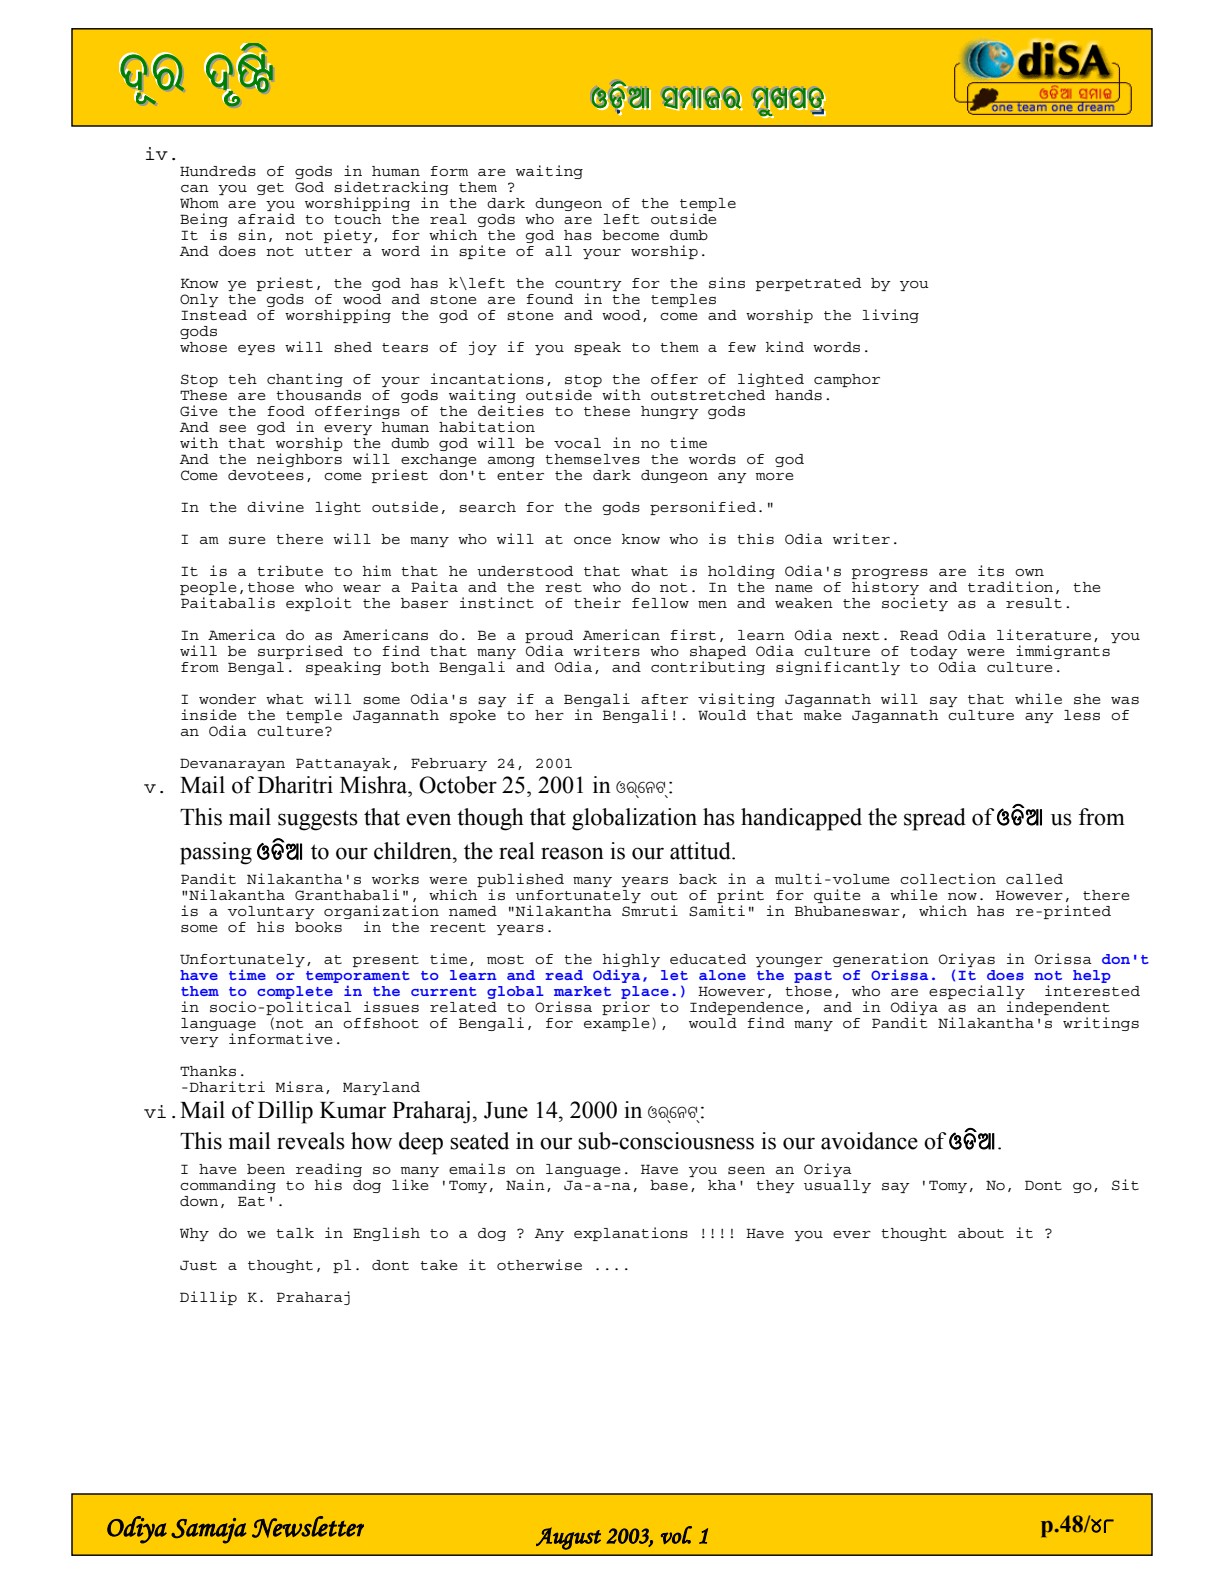 ଦୂର ଦୃଷ୍ଟି
ଓଡ଼ିଆ ସମାଜର ମୁଖପତ୍ର
OdiSA
ଓଡ଼ିଆ ସମାଜ
one team one dream
iv.
Hundreds of gods in human form are waiting
can you get God sidetracking them ?
Whom are you worshipping in the dark dungeon of the temple
Being afraid to touch the real gods who are left outside
It is sin, not piety, for which the god has become dumb
And does not utter a word in spite of all your worship.
Know ye priest, the god has k\left the country for the sins perpetrated by you
Only the gods of wood and stone are found in the temples
Instead of worshipping the god of stone and wood, come and worship the living
gods
whose eyes will shed tears of joy if you speak to them a few kind words.
Stop teh chanting of your incantations, stop the offer of lighted camphor
These are thousands of gods waiting outside with outstretched hands.
Give the food offerings of the deities to these hungry gods
And see god in every human habitation
with that worship the dumb god will be vocal in no time
And the neighbors will exchange among themselves the words of god
Come devotees, come priest don't enter the dark dungeon any more
In the divine light outside, search for the gods personified."
I am sure there will be many who will at once know who is this Odia writer.
It is a tribute to him that he understood that what is holding Odia's progress are its own
people,those who wear a Paita and the rest who do not. In the name of history and tradition, the
Paitabalis exploit the baser instinct of their fellow men and weaken the society as a result.
In America do as Americans do. Be a proud American first, learn Odia next. Read Odia literature, you
will be surprised to find that many Odia writers who shaped Odia culture of today were immigrants
from Bengal. speaking both Bengali and Odia, and contributing significantly to Odia culture.
I wonder what will some Odia's say if a Bengali after visiting Jagannath will say that while she was
inside the temple Jagannath spoke to her in Bengali!. Would that make Jagannath culture any less of
an Odia culture?
Devanarayan Pattanayak, February 24, 2001
v. Mail of Dharitri Mishra, October 25, 2001 in ଓର୍‌ନେଟ୍‌:
This mail suggests that even though that globalization has handicapped the spread of ଓଡିଆ us from
passing ଓଡିଆ to our children, the real reason is our attitud.
Pandit Nilakantha's works were published many years back in a multi-volume collection called
"Nilakantha Granthabali", which is unfortunately out of print for quite a while now. However, there
is a voluntary organization named "Nilakantha Smruti Samiti" in Bhubaneswar, which has re-printed
some of his books  in the recent years.
Unfortunately, at present time, most of the highly educated younger generation Oriyas in Orissa don't
have time or temporament to learn and read Odiya, let alone the past of Orissa. (It does not help
them to complete in the current global market place.) However, those, who are especially  interested
in socio-political issues related to Orissa prior to Independence, and in Odiya as an independent
language (not an offshoot of Bengali, for example),  would find many of Pandit Nilakantha's writings
very informative.
Thanks.
-Dharitri Misra, Maryland
vi. Mail of Dillip Kumar Praharaj, June 14, 2000 in ଓର୍‌ନେଟ୍‌:
This mail reveals how deep seated in our sub-consciousness is our avoidance of ଓଡିଆ.
I have been reading so many emails on language. Have you seen an Oriya
commanding to his dog like 'Tomy, Nain, Ja-a-na, base, kha' they usually say 'Tomy, No, Dont go, Sit
down, Eat'.
Why do we talk in English to a dog ? Any explanations !!!! Have you ever thought about it ?
Just a thought, pl. dont take it otherwise ....
Dillip K. Praharaj
Odiya Samaja Newsletter
August 2003, vol. 1
p.48/୪୮